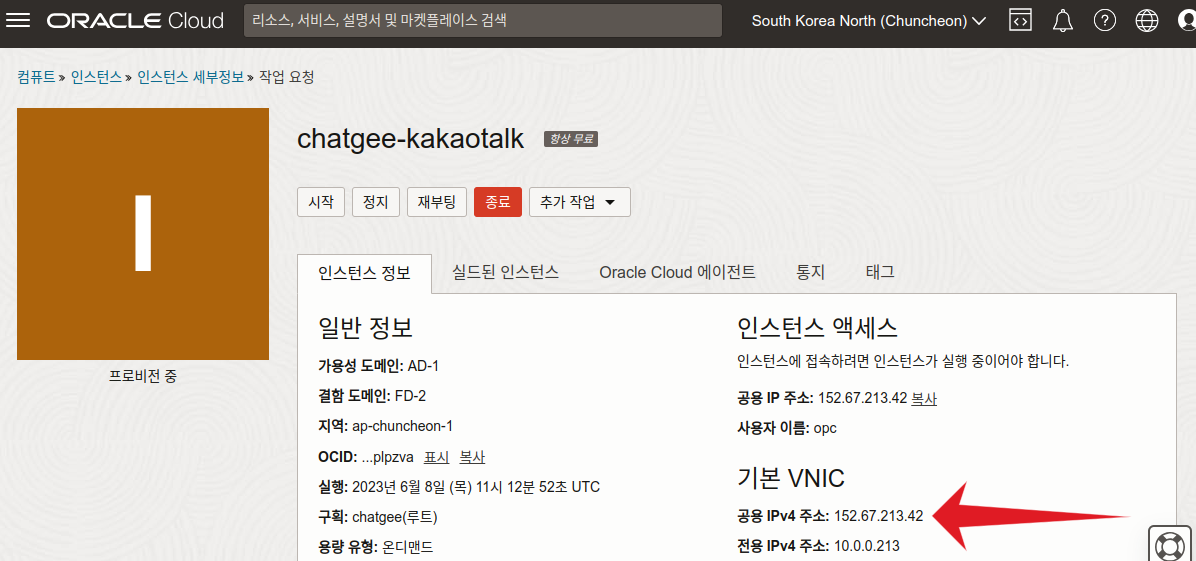 ORACLE Cloud
리소스, 서비스, 설명서 및 마켓플레이스 검색
South Korea North (Chuncheon)
컴퓨트 » 인스턴스 » 인스턴스 세부정보 » 작업 요청
I
프로비전 중
chatgee-kakaotalk 항상 무료
시작 정지 재부팅 종료 추가 작업
인스턴스 정보 실드된 인스턴스 Oracle Cloud 에이전트 통지 태그
일반 정보
가용성 도메인: AD-1
결함 도메인: FD-2
지역: ap-chuncheon-1
OCID: ...plpzva 표시 복사
실행: 2023년 6월 8일 (목) 11시 12분 52초 UTC
구획: chatgee(루트)
용량 유형: 온디맨드
인스턴스 액세스
인스턴스에 접속하려면 인스턴스가 실행 중이어야 합니다.
공용 IP 주소: 152.67.213.42 복사
사용자 이름: opc
기본 VNIC
공용 IPv4 주소: 152.67.213.42
전용 IPv4 주소: 10.0.0.213